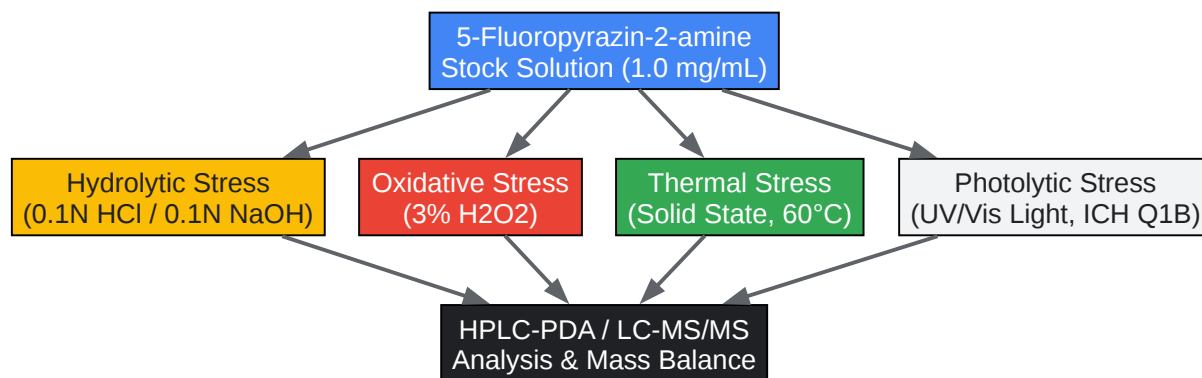 5-Fluoropyrazin-2-amine
Stock Solution (1.0 mg/mL)
Hydrolytic Stress
(0.1N HCl / 0.1N NaOH)
Oxidative Stress
(3% H2O2)
Thermal Stress
(Solid State, 60°C)
Photolytic Stress
(UV/Vis Light, ICH Q1B)
HPLC-PDA / LC-MS/MS
Analysis & Mass Balance